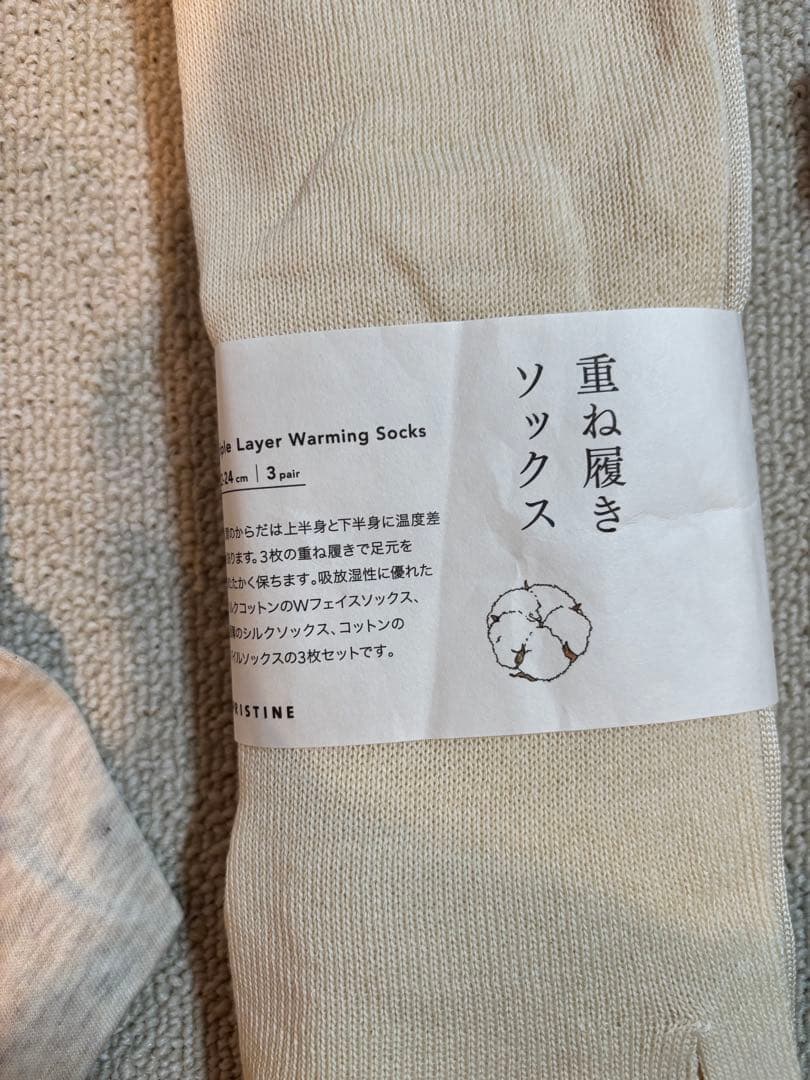 重ね履き
ソックス
Layer Warming Socks
24cm | 3 pair
のからだは上半身と下半身に温度差
ります。3枚の重ね履きで足元を
たかく保ちます。吸放湿性に優れた
ルクコットンのWフェイスソックス、
のシルクソックス、コットンの
イルソックスの3枚セットです。
RISTINE